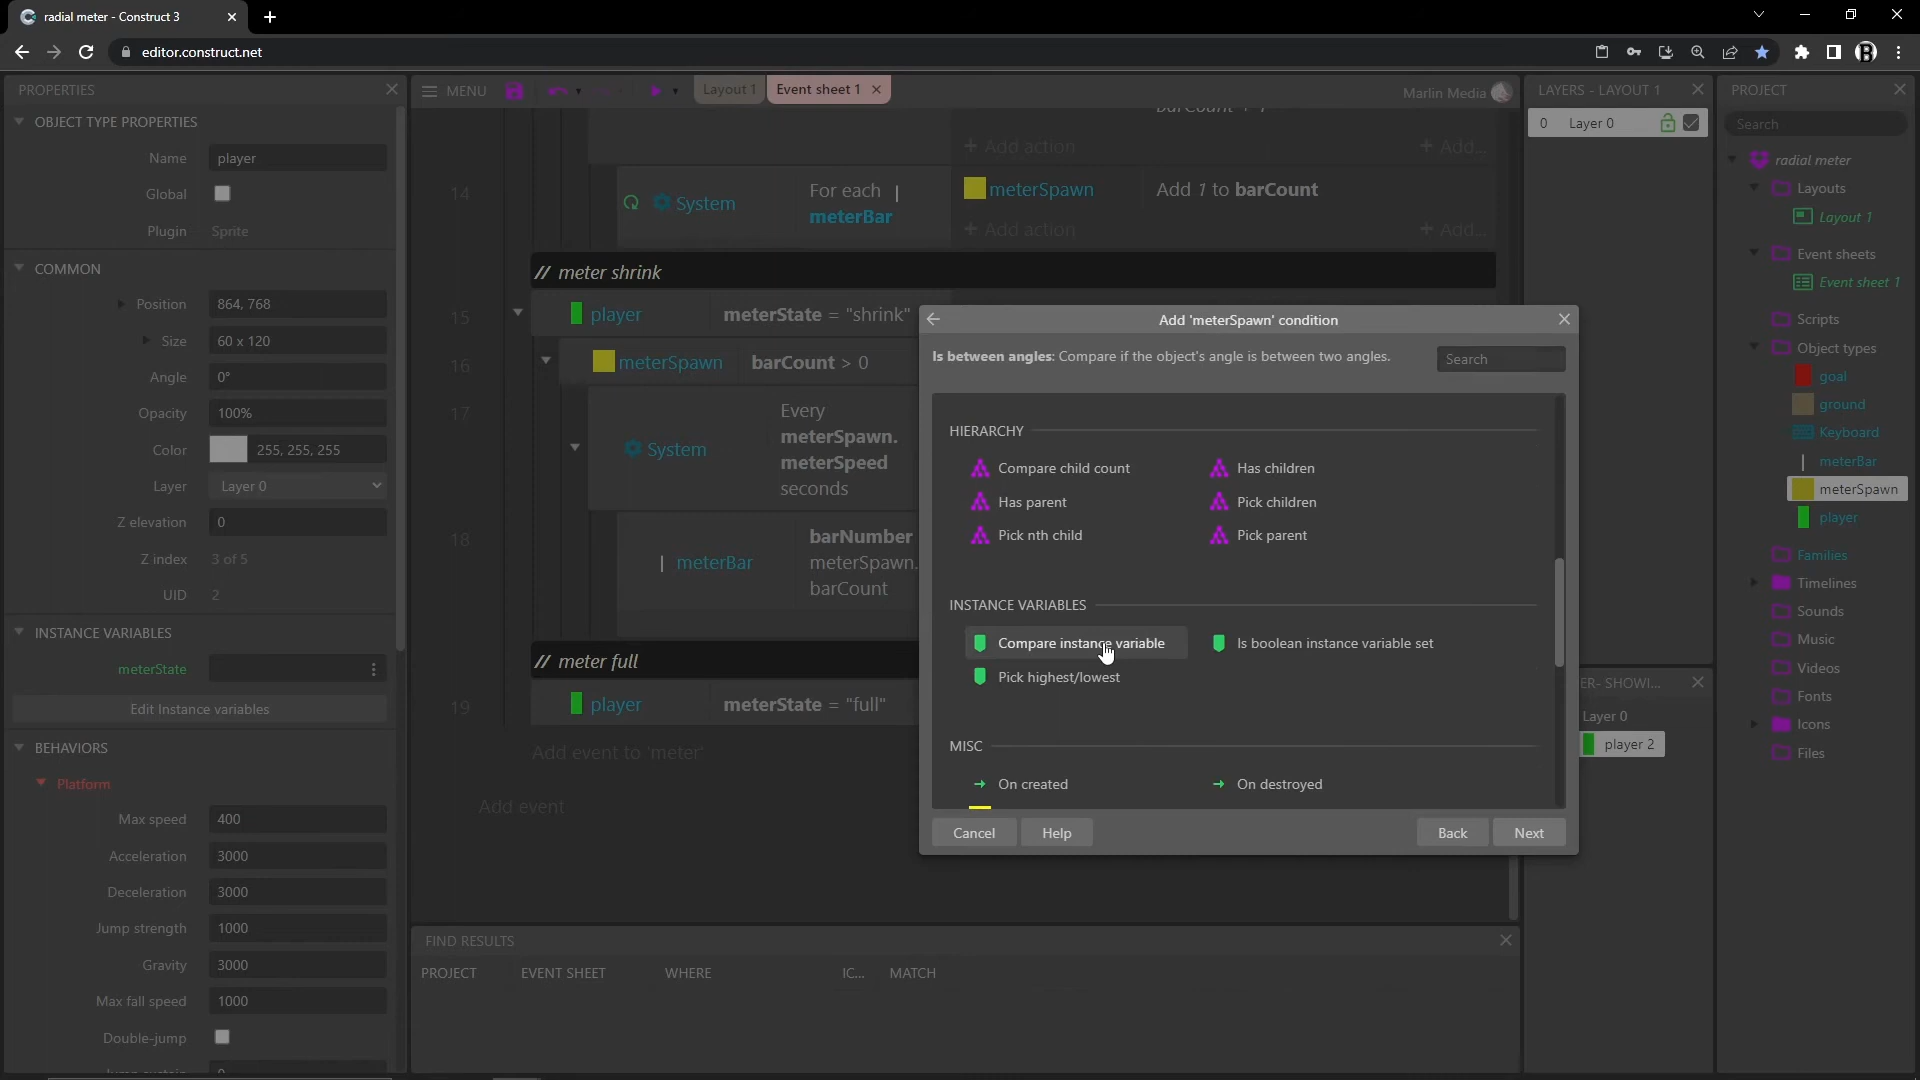 radial meter - Construct 3
editor.construct.net
PROPERTIES
OBJECT TYPE PROPERTIES
Name player
Global
Plugin Sprite
COMMON
Position 864, 768
Size 60 x 120
Angle 0°
Opacity 100%
Color 255, 255, 255
Layer Layer 0
Z elevation 0
Z index 3 of 5
UID 2
INSTANCE VARIABLES
meterState
Edit Instance variables
BEHAVIORS
Platform
Max speed 400
Acceleration 3000
Deceleration 3000
Jump strength 1000
Gravity 3000
Max fall speed 1000
Double-jump
MENU
Layout 1
Event sheet 1
Marlin Media
+ Add action + Add...
14 System For each | meterSpawn Add 1 to barCount
meterBar
+ Add action + Add...
// meter shrink
15 player meterState = "shrink"
16 meterSpawn barCount > 0
17 System Every
meterSpawn.
meterSpeed
seconds
18 | meterBar barNumber
meterSpawn.
barCount
// meter full
19 player meterState = "full"
Add event to 'meter'
Add event
Add 'meterSpawn' condition
Is between angles: Compare if the object's angle is between two angles.
Search
HIERARCHY
Compare child count Has children
Has parent Pick children
Pick nth child Pick parent
INSTANCE VARIABLES
Compare instance variable Is boolean instance variable set
Pick highest/lowest
MISC
On created On destroyed
Cancel Help Back Next
FIND RESULTS
PROJECT EVENT SHEET WHERE IC... MATCH
LAYERS - LAYOUT 1
0 Layer 0
ER- SHOWI...
Layer 0
player 2
PROJECT
Search
radial meter
Layouts
Layout 1
Event sheets
Event sheet 1
Scripts
Object types
goal
ground
Keyboard
meterBar
meterSpawn
player
Families
Timelines
Sounds
Music
Videos
Fonts
Icons
Files